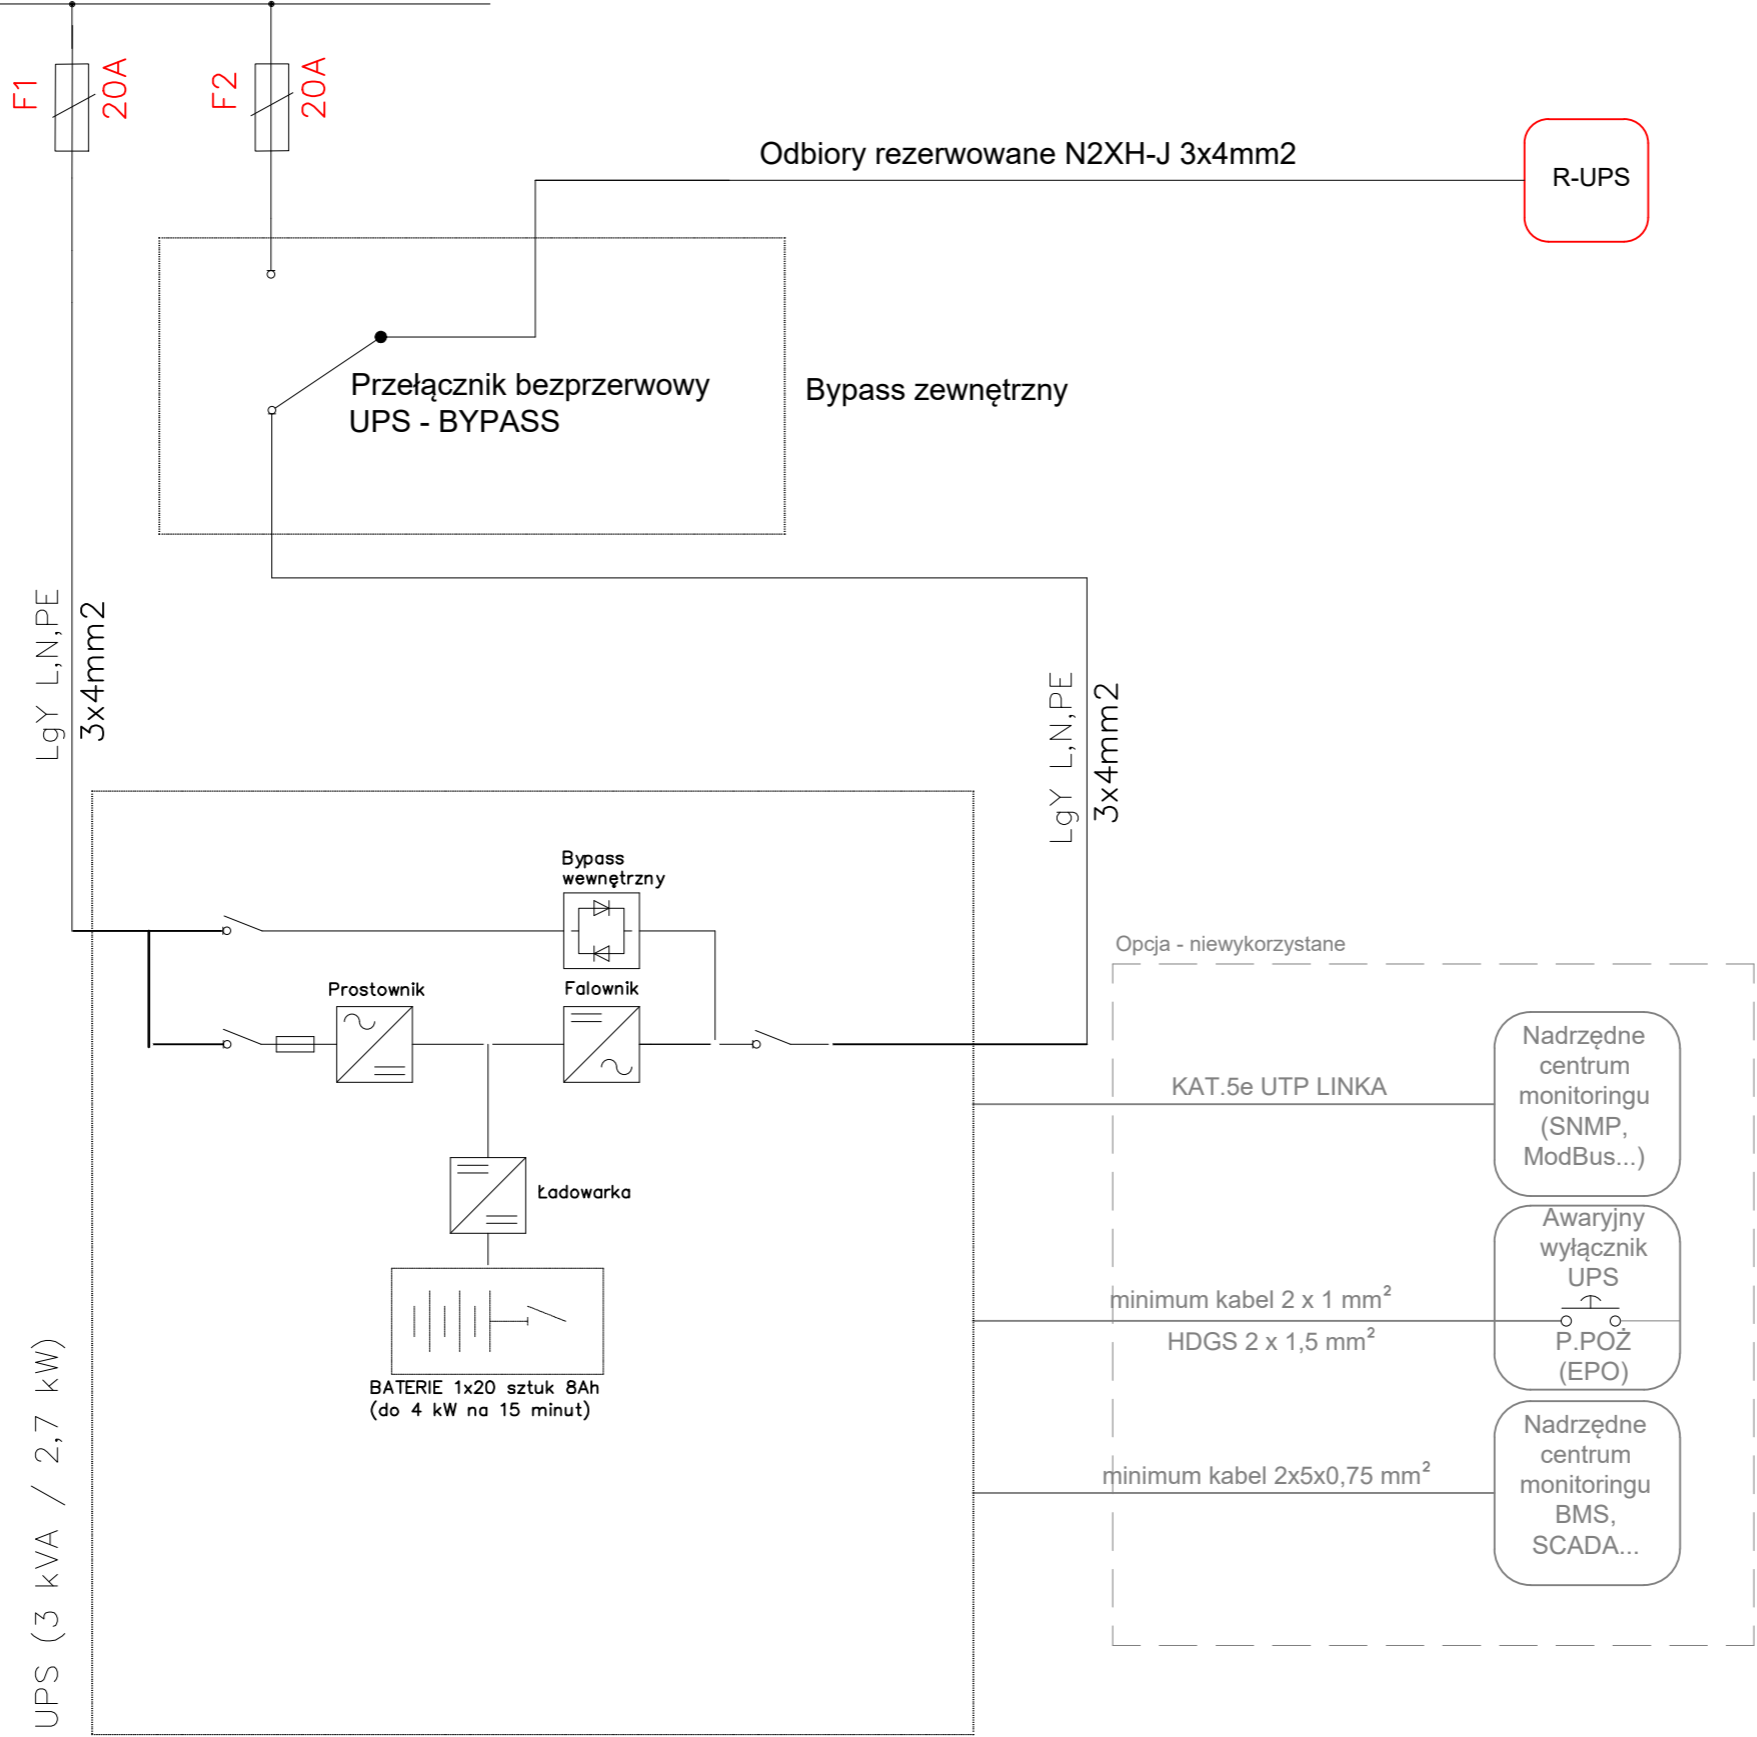 F1
20A
F2
20A
Odbiory rezerwowane N2XH-J 3x4mm2
R-UPS
Przełącznik bezprzerwowy
UPS - BYPASS
Bypass zewnętrzny
LgY L,N,PE
3x4mm2
LgY L,N,PE
3x4mm2
Bypass
wewnętrzny
Prostownik
Falownik
Ładowarka
BATERIE 1x20 sztuk 8Ah
(do 4 kW na 15 minut)
UPS (3 kVA / 2,7 kW)
Opcja - niewykorzystane
KAT.5e UTP LINKA
Nadrzędne
centrum
monitoringu
(SNMP,
ModBus...)
minimum kabel 2 x 1 mm²
HDGS 2 x 1,5 mm²
Awaryjny
wyłącznik
UPS
P.POŻ
(EPO)
minimum kabel 2x5x0,75 mm²
Nadrzędne
centrum
monitoringu
BMS,
SCADA...